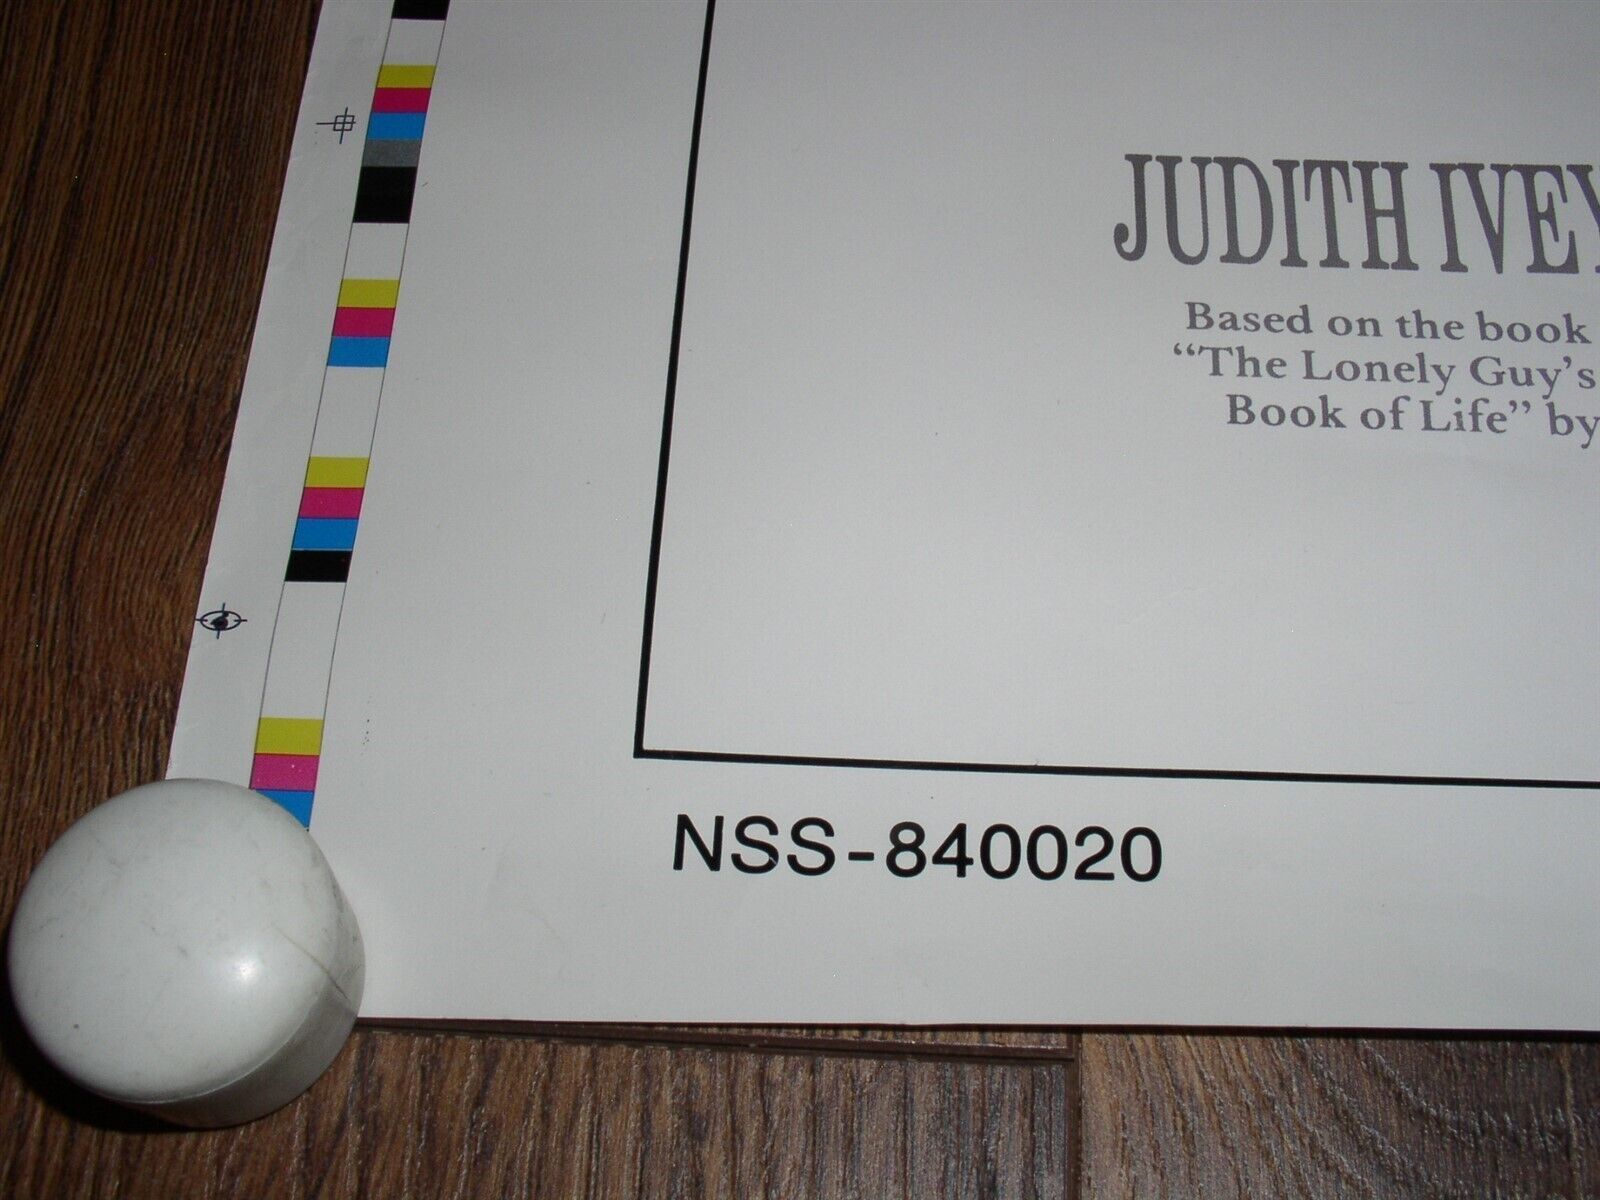 JUDITH IVEY
Based on the book
“The Lonely Guy’s
Book of Life” by
NSS-840020